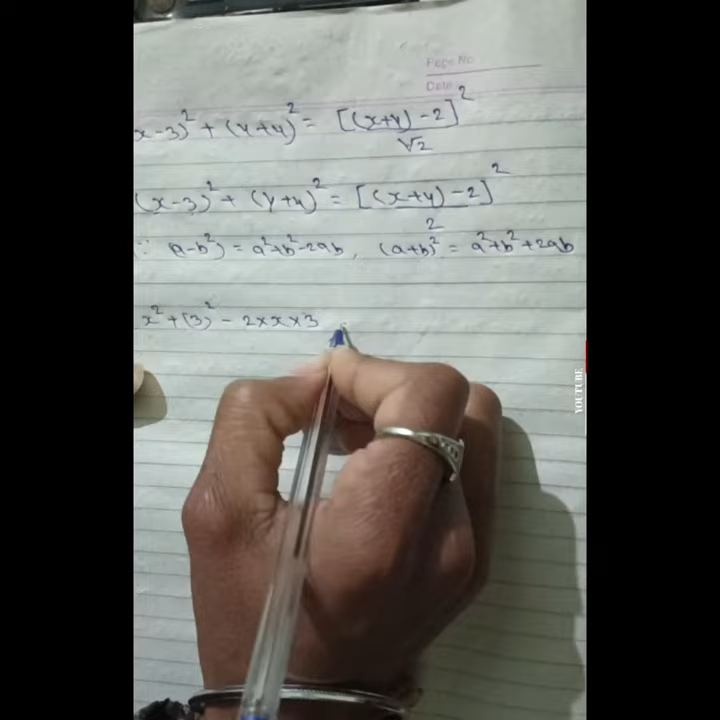 Page No
Date
x-3)² + (y+4)² = [(x+y)-2]²
√2
(x-3)² + (y+4)² = [(x+y)-2]²
2
∵ a-b²) = a²+b²-2ab, (a+b)² = a²+b²+2ab
x²+(3)² - 2×x×3
YOUTUBE